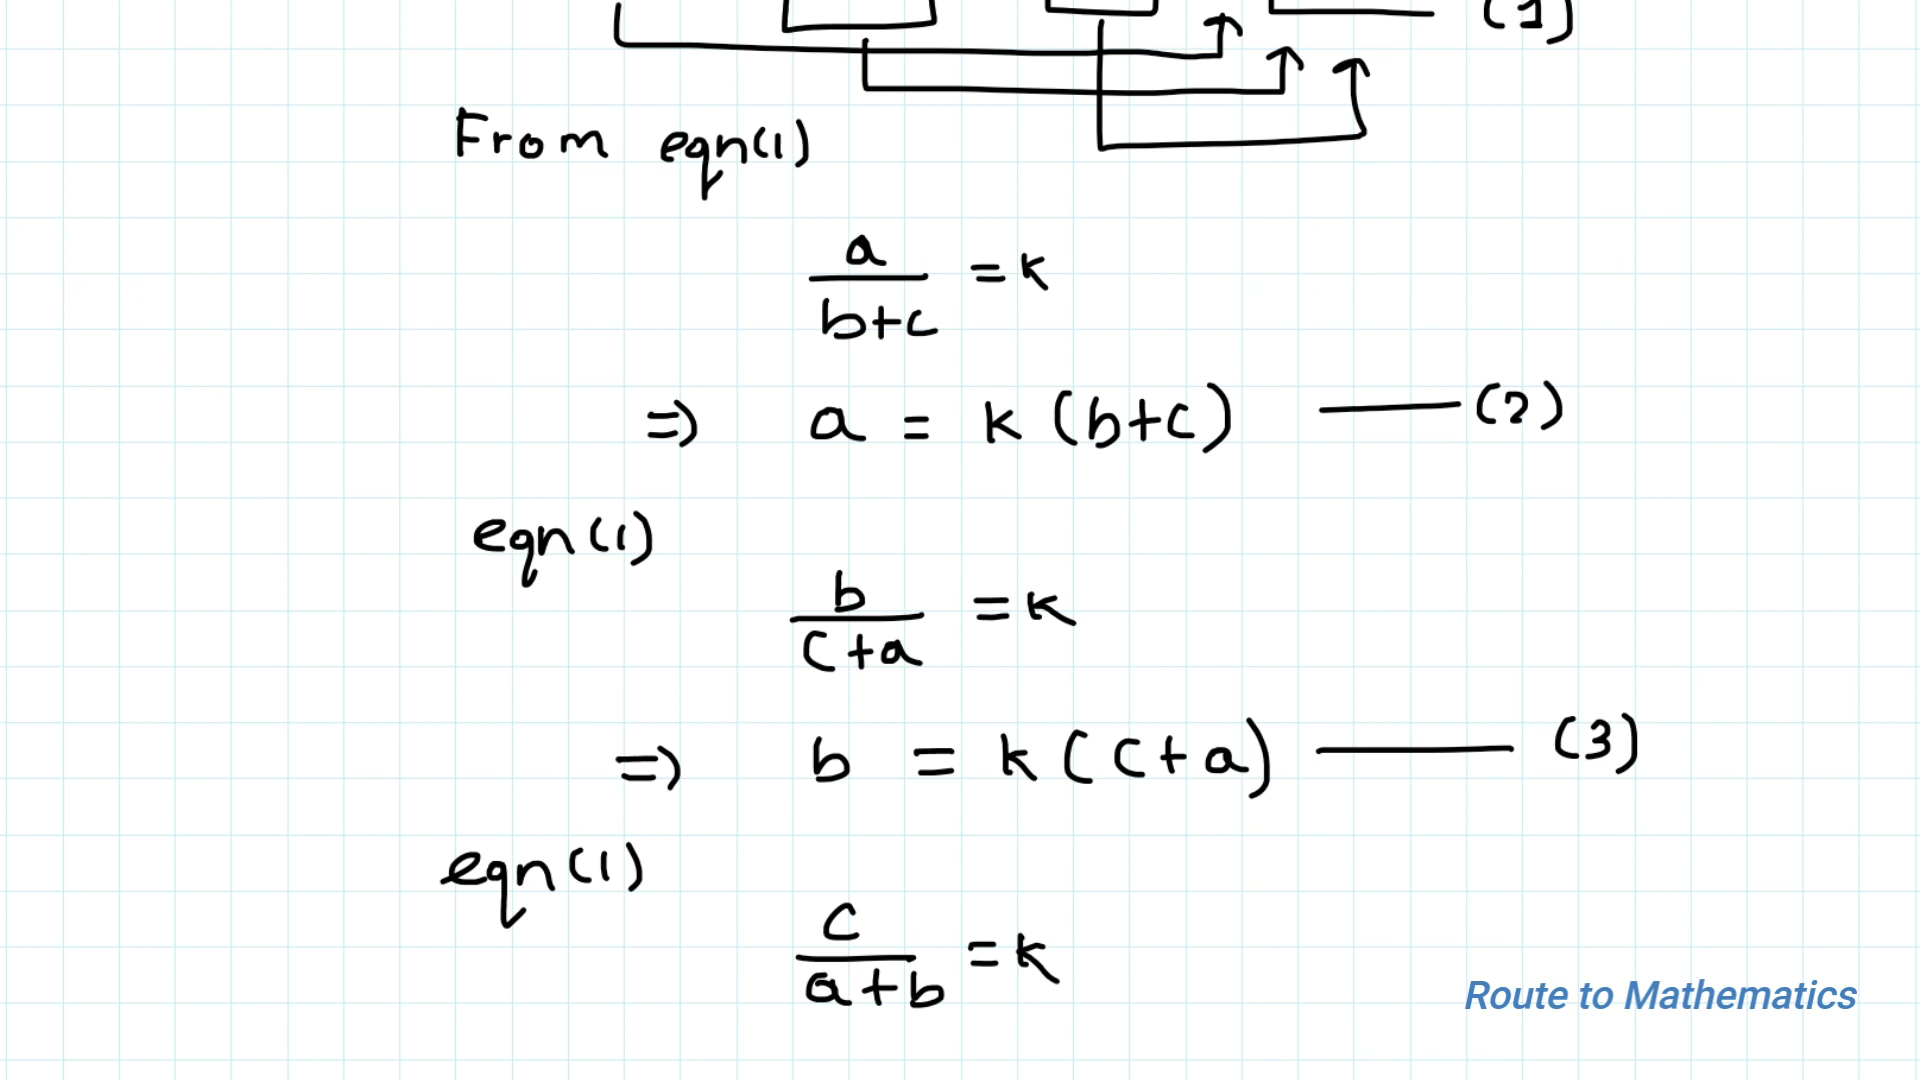 (1)
From eqn(1)
a/(b+c) = k
=> a = k (b+c) —— (2)
eqn(1)
b/(c+a) = k
=> b = k (c+a) —— (3)
eqn(1)
c/(a+b) = k
Route to Mathematics